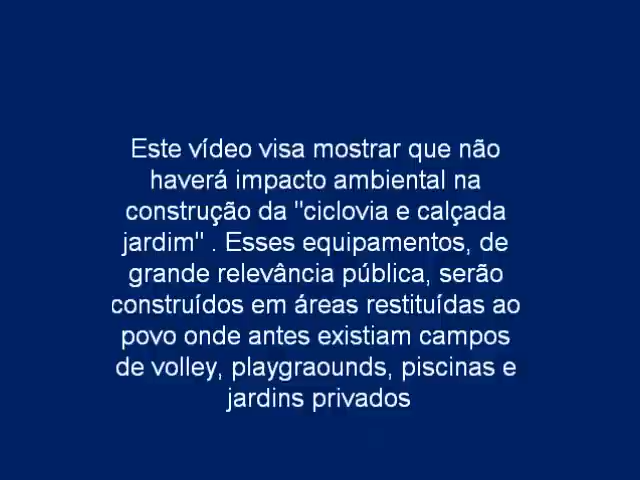 Este vídeo visa mostrar que não
haverá impacto ambiental na
construção da "ciclovia e calçada
jardim" . Esses equipamentos, de
grande relevância pública, serão
construídos em áreas restituídas ao
povo onde antes existiam campos
de volley, playgraounds, piscinas e
jardins privados